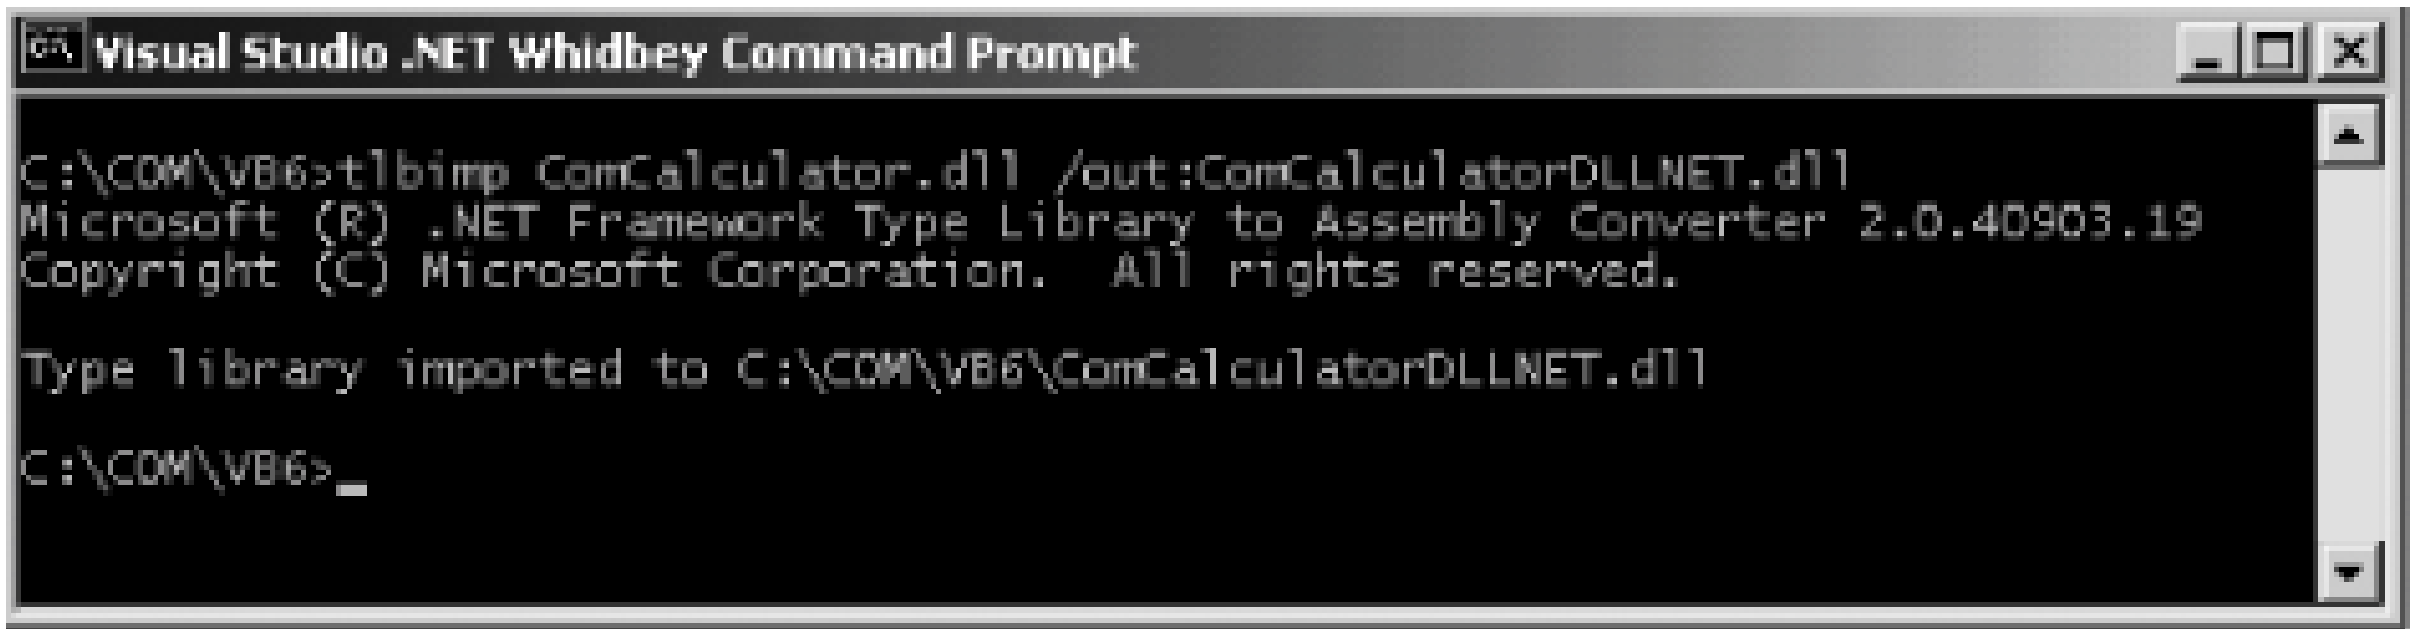 Visual Studio .NET Whidbey Command Prompt
C:\COM\VB6>tlbimp ComCalculator.dll /out:ComCalculatorDLLNET.dll
Microsoft (R) .NET Framework Type Library to Assembly Converter 2.0.40903.19
Copyright (C) Microsoft Corporation.  All rights reserved.
Type library imported to C:\COM\VB6\ComCalculatorDLLNET.dll
C:\COM\VB6>_